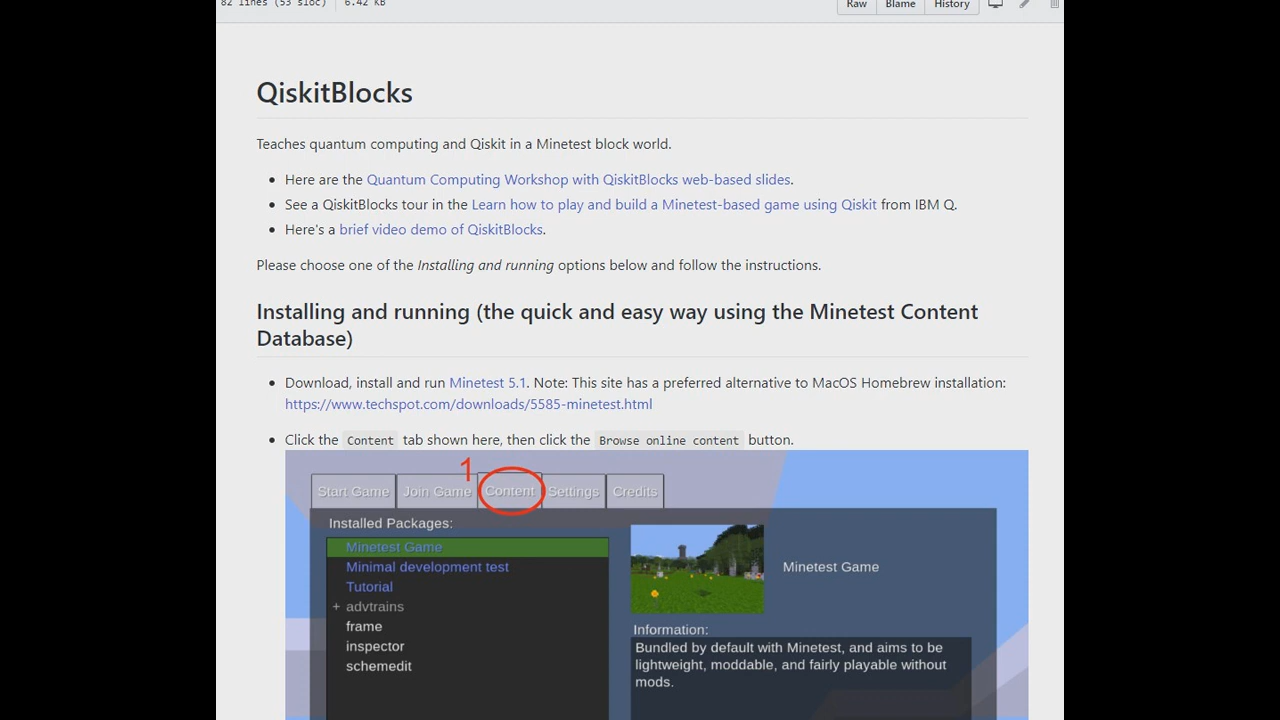 82 lines (53 sloc) 6.42 KB Raw Blame History
QiskitBlocks
Teaches quantum computing and Qiskit in a Minetest block world.
Here are the Quantum Computing Workshop with QiskitBlocks web-based slides.
See a QiskitBlocks tour in the Learn how to play and build a Minetest-based game using Qiskit from IBM Q.
Here's a brief video demo of QiskitBlocks.
Please choose one of the Installing and running options below and follow the instructions.
Installing and running (the quick and easy way using the Minetest Content
Database)
Download, install and run Minetest 5.1. Note: This site has a preferred alternative to MacOS Homebrew installation:
https://www.techspot.com/downloads/5585-minetest.html
Click the Content tab shown here, then click the Browse online content button.
1
Start Game Join Game Content Settings Credits
Installed Packages:
Minetest Game
Minimal development test
Tutorial
+ advtrains
frame
inspector
schemedit
Minetest Game
Information:
Bundled by default with Minetest, and aims to be
lightweight, moddable, and fairly playable without
mods.